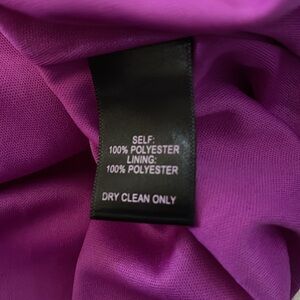 SELF:
100% POLYESTER
LINING:
100% POLYESTER
DRY CLEAN ONLY